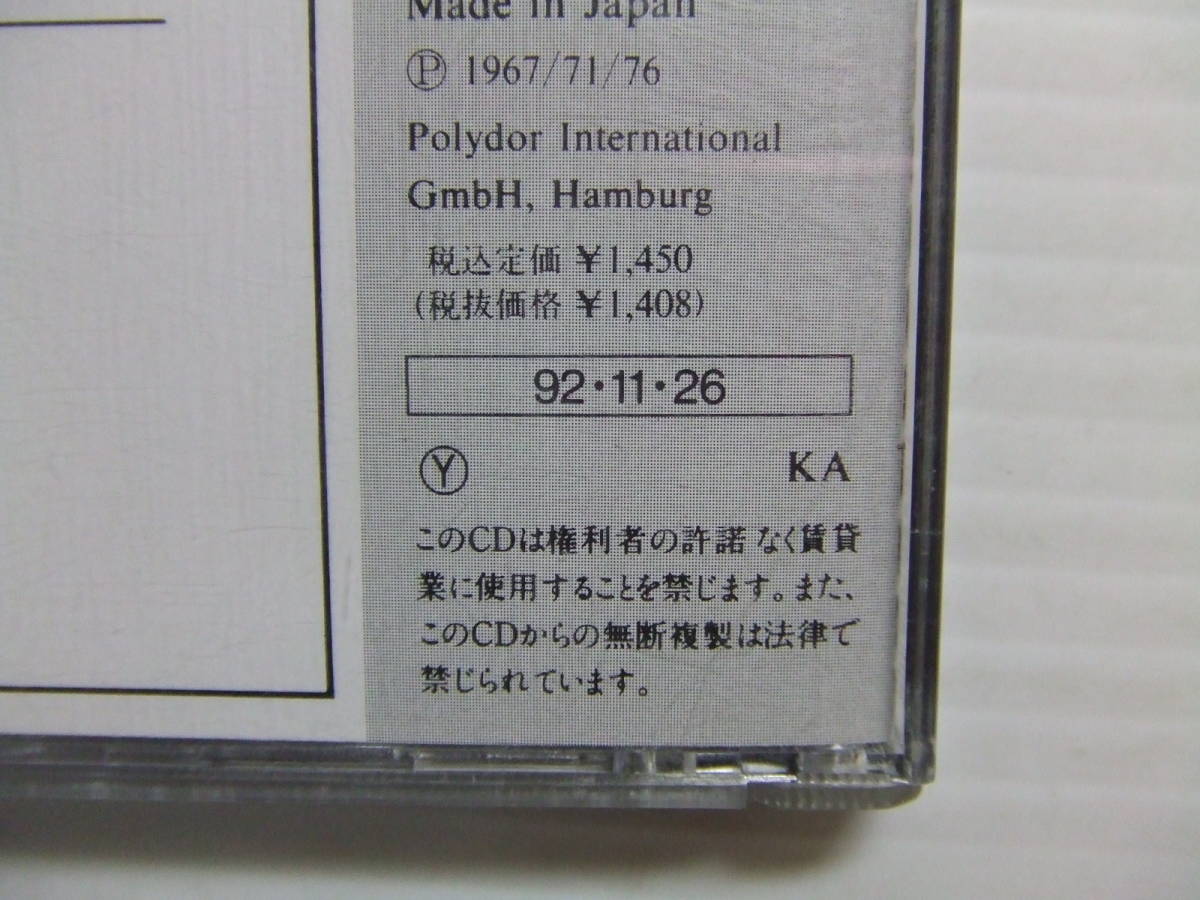 Made in Japan
Ⓟ 1967/71/76
Polydor International
GmbH, Hamburg
税込定価 ¥1,450
(税抜価格 ¥1,408)
92・11・26
Ⓨ KA
このCDは権利者の許諾なく賃貸
業に使用することを禁じます。また、
このCDからの無断複製は法律で
禁じられています。